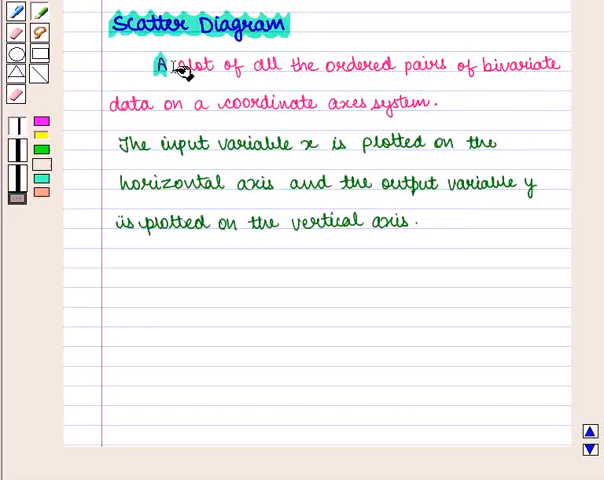 Scatter Diagram
A plot of all the ordered pairs of bivariate
data on a coordinate axes system.
The input variable x is plotted on the
horizontal axis and the output variable y
is plotted on the vertical axis.